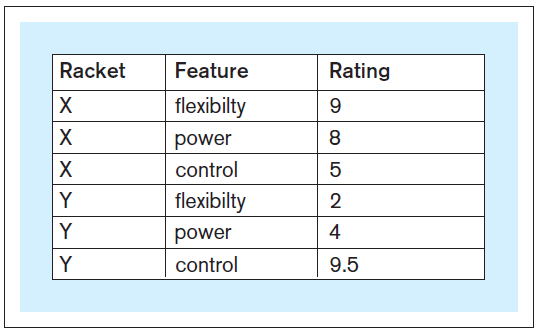 Racket Feature Rating
X flexibilty 9
X power 8
X control 5
Y flexibilty 2
Y power 4
Y control 9.5